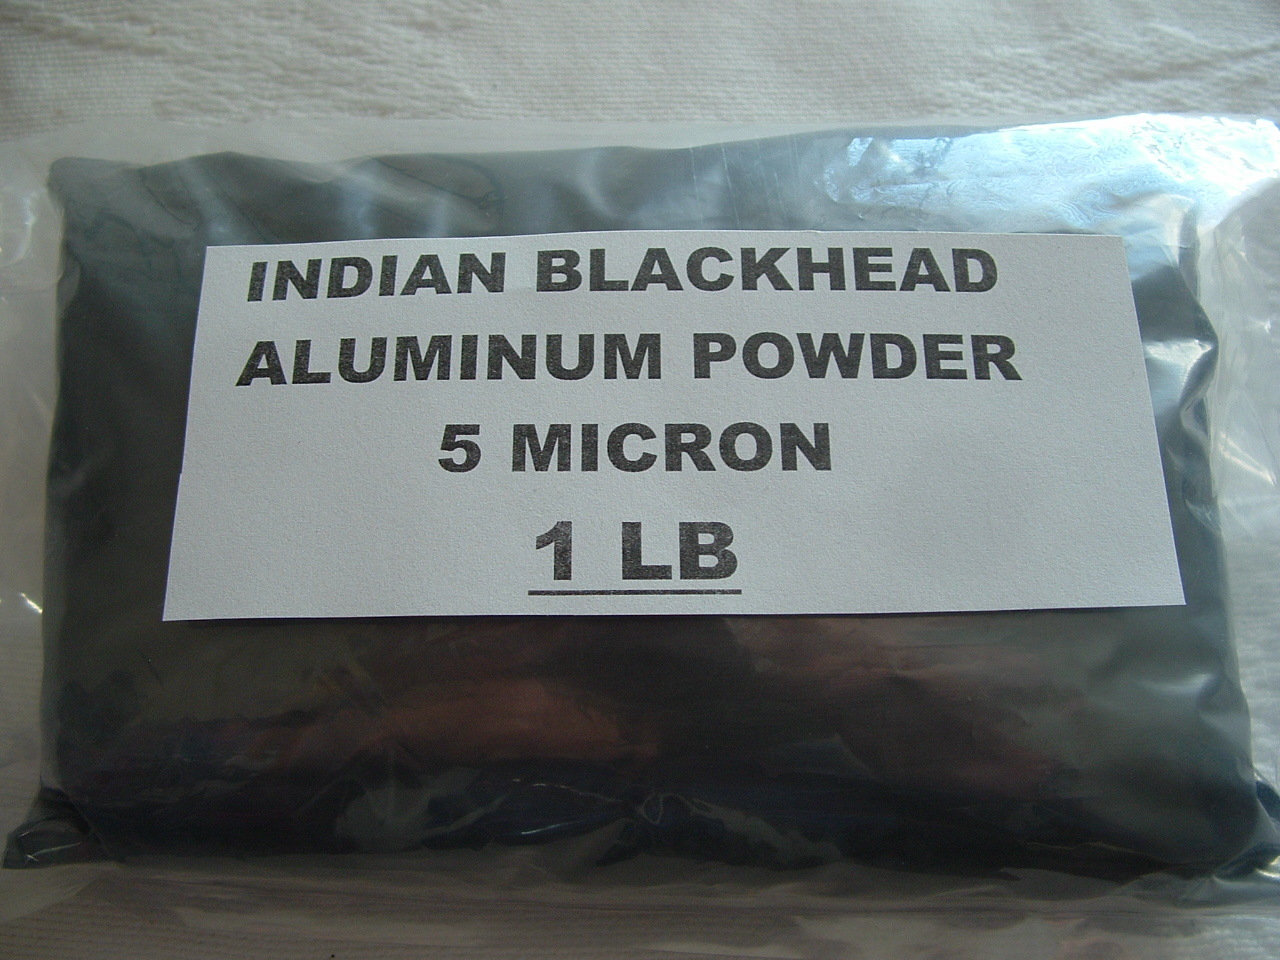 INDIAN BLACKHEAD
ALUMINUM POWDER
5 MICRON
1 LB